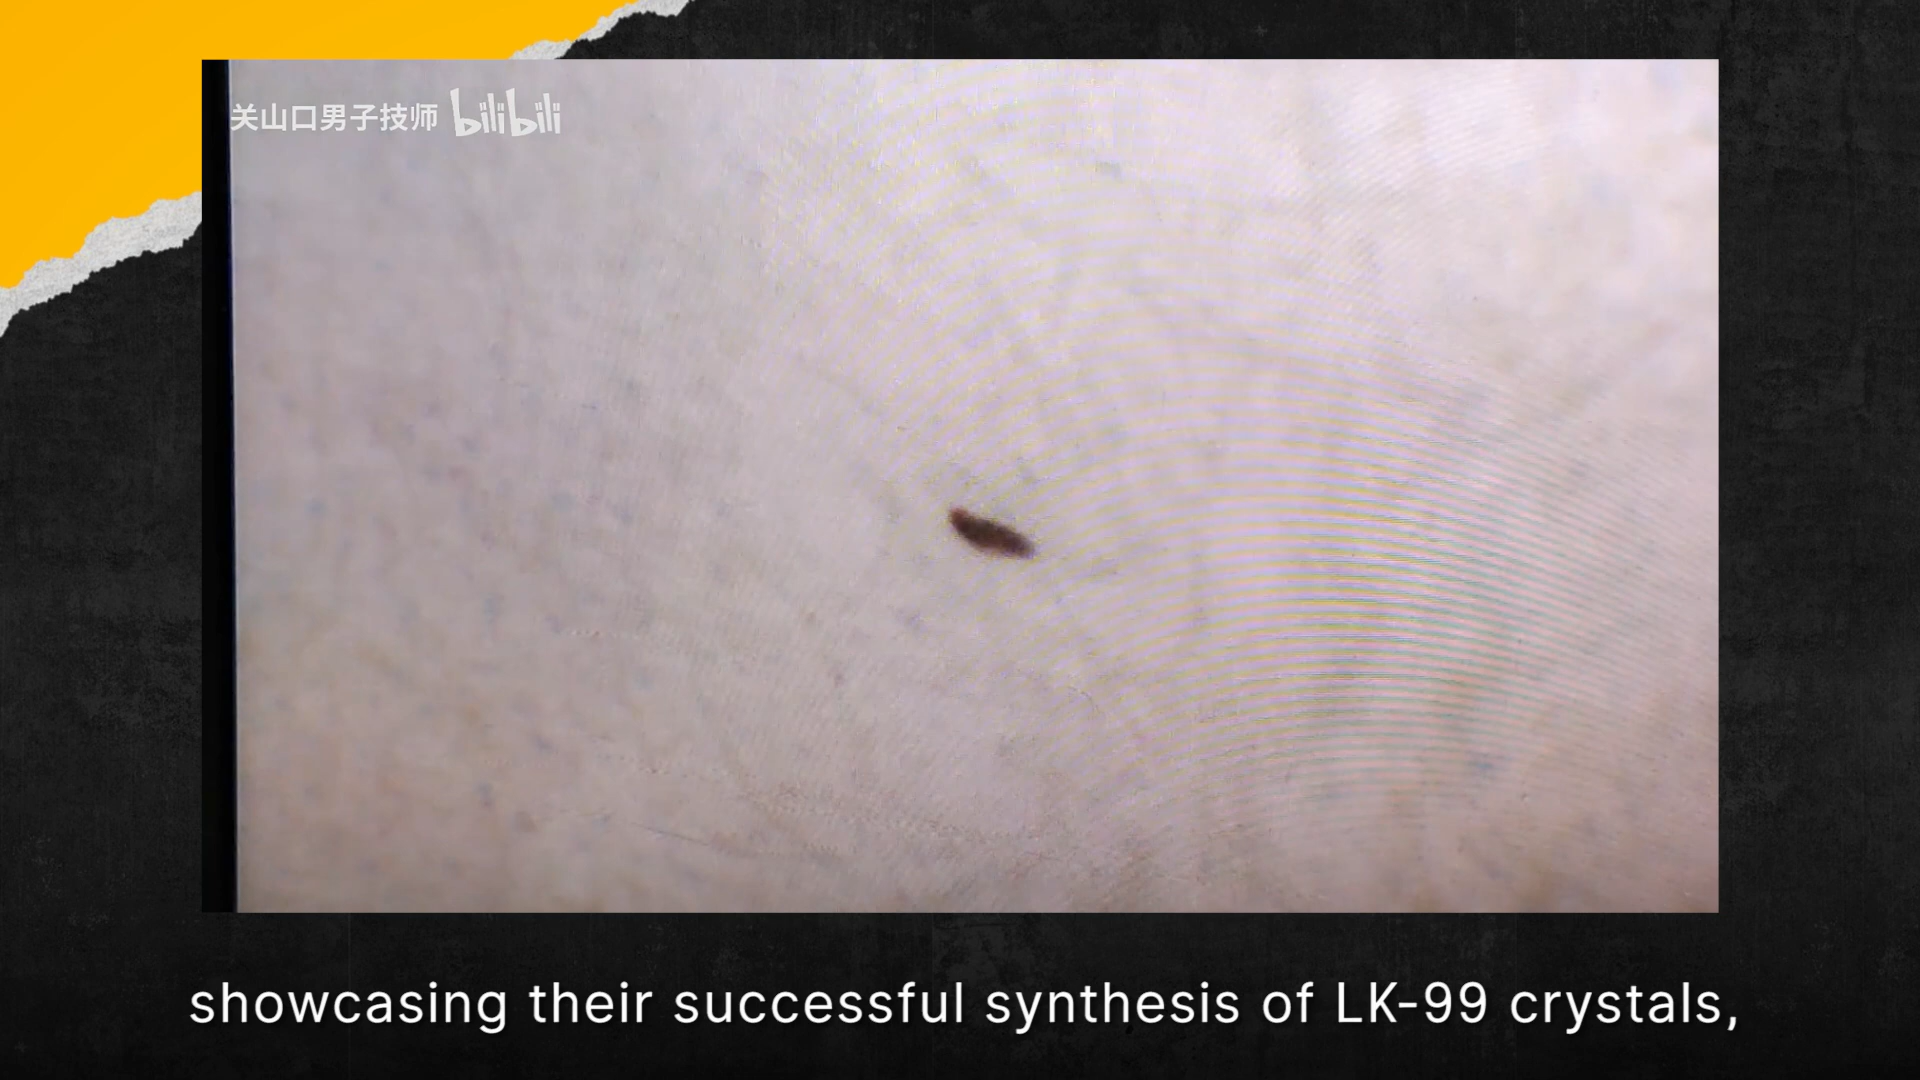 关山口男子技师 bilibili
showcasing their successful synthesis of LK-99 crystals,